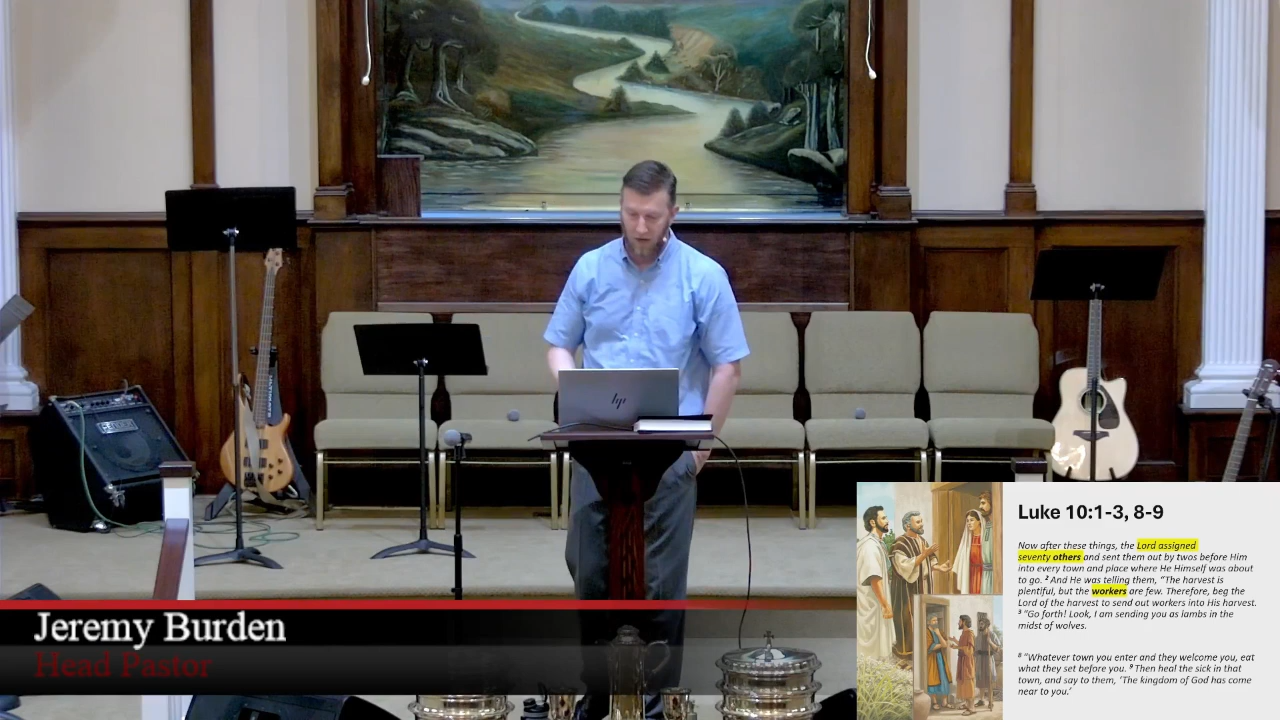 hp
Jeremy Burden
Head Pastor
Luke 10:1-3, 8-9
Now after these things, the Lord assigned
seventy others and sent them out by twos before Him
into every town and place where He Himself was about
to go. ² And He was telling them, “The harvest is
plentiful, but the workers are few. Therefore, beg the
Lord of the harvest to send out workers into His harvest.
³ “Go forth! Look, I am sending you as lambs in the
midst of wolves.
⁸ “Whatever town you enter and they welcome you, eat
what they set before you. ⁹ Then heal the sick in that
town, and say to them, ‘The kingdom of God has come
near to you.’